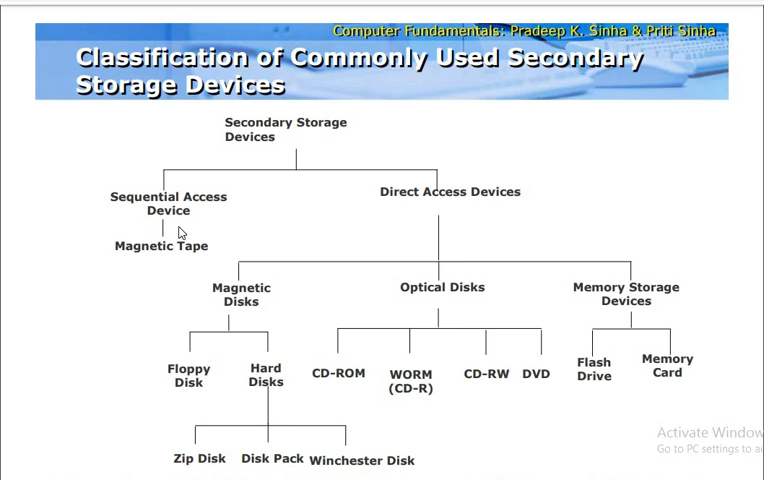 Computer Fundamentals: Pradeep K. Sinha & Priti Sinha
Classification of Commonly Used Secondary
Storage Devices
Secondary Storage
Devices
Sequential Access
Device
Direct Access Devices
Magnetic Tape
Magnetic
Disks
Optical Disks
Memory Storage
Devices
Floppy
Disk
Hard
Disks
CD-ROM
WORM
(CD-R)
CD-RW
DVD
Flash
Drive
Memory
Card
Zip Disk
Disk Pack
Winchester Disk
Activate Window
Go to PC settings to a